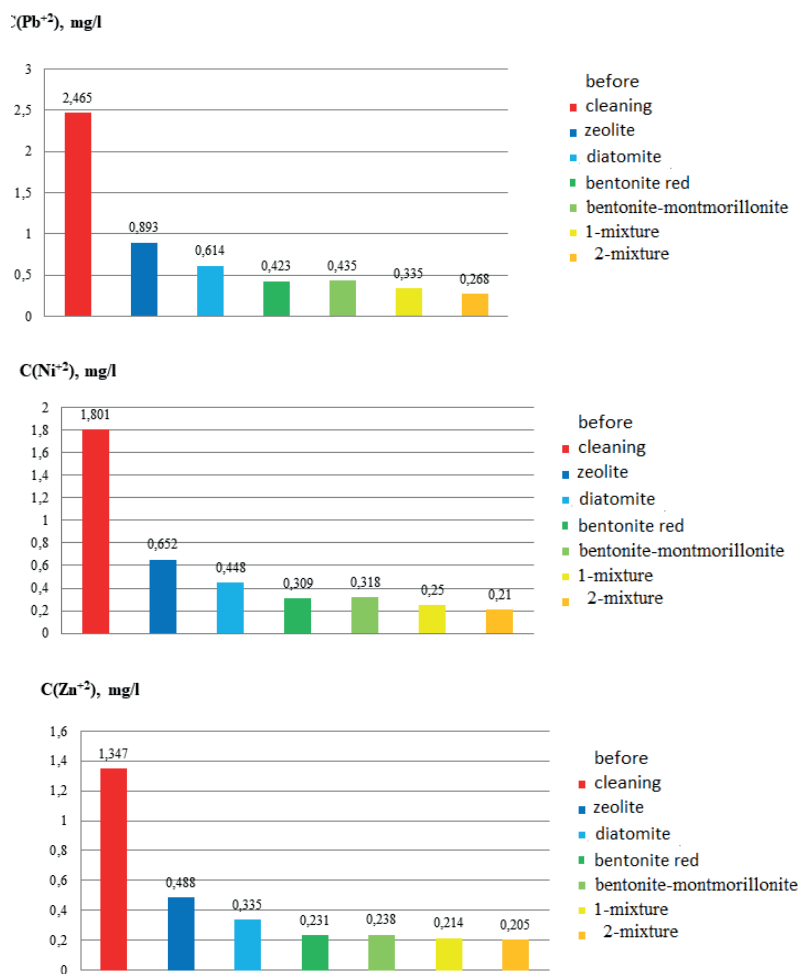 C(Pb⁺²), mg/l
3
2,5
2
1,5
1
0,5
0
2,465
0,893
0,614
0,423
0,435
0,335
0,268
before
cleaning
zeolite
diatomite
bentonite red
bentonite-montmorillonite
1-mixture
2-mixture
C(Ni⁺²), mg/l
2
1,8
1,6
1,4
1,2
1
0,8
0,6
0,4
0,2
0
1,801
0,652
0,448
0,309
0,318
0,25
0,21
before
cleaning
zeolite
diatomite
bentonite red
bentonite-montmorillonite
1-mixture
2-mixture
C(Zn⁺²), mg/l
1,6
1,4
1,2
1
0,8
0,6
0,4
0,2
0
1,347
0,488
0,335
0,231
0,238
0,214
0,205
before
cleaning
zeolite
diatomite
bentonite red
bentonite-montmorillonite
1-mixture
2-mixture